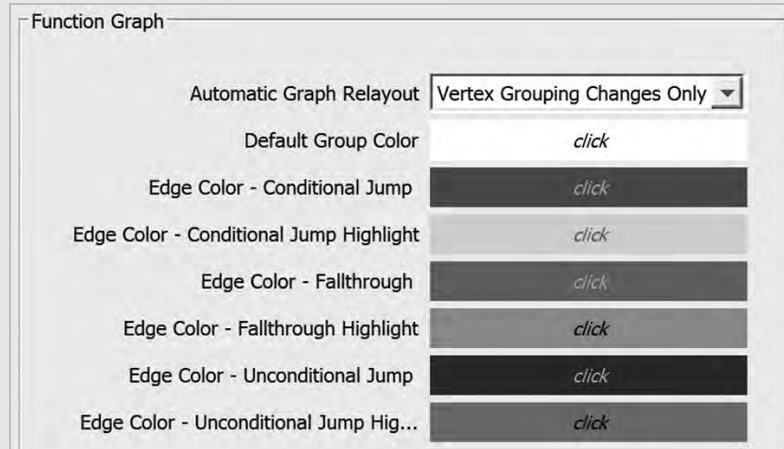 Function Graph
Automatic Graph Relayout Vertex Grouping Changes Only
Default Group Color click
Edge Color - Conditional Jump click
Edge Color - Conditional Jump Highlight click
Edge Color - Fallthrough click
Edge Color - Fallthrough Highlight click
Edge Color - Unconditional Jump click
Edge Color - Unconditional Jump Hig... click